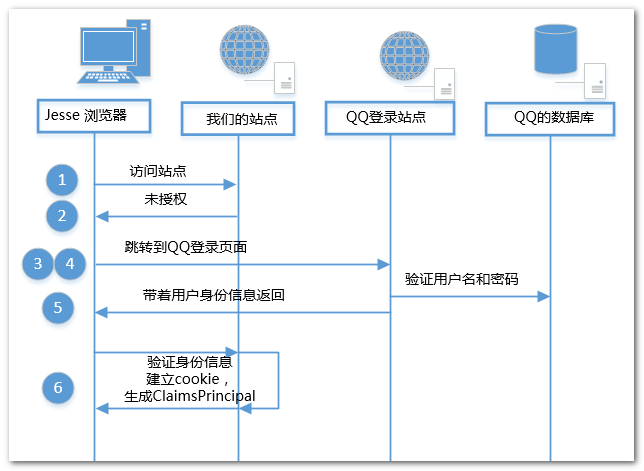 Jesse 浏览器
我们的站点
QQ登录站点
QQ的数据库
1
访问站点
2
未授权
3
4
跳转到QQ登录页面
验证用户名和密码
5
带着用户身份信息返回
6
验证身份信息
建立cookie，
生成ClaimsPrincipal